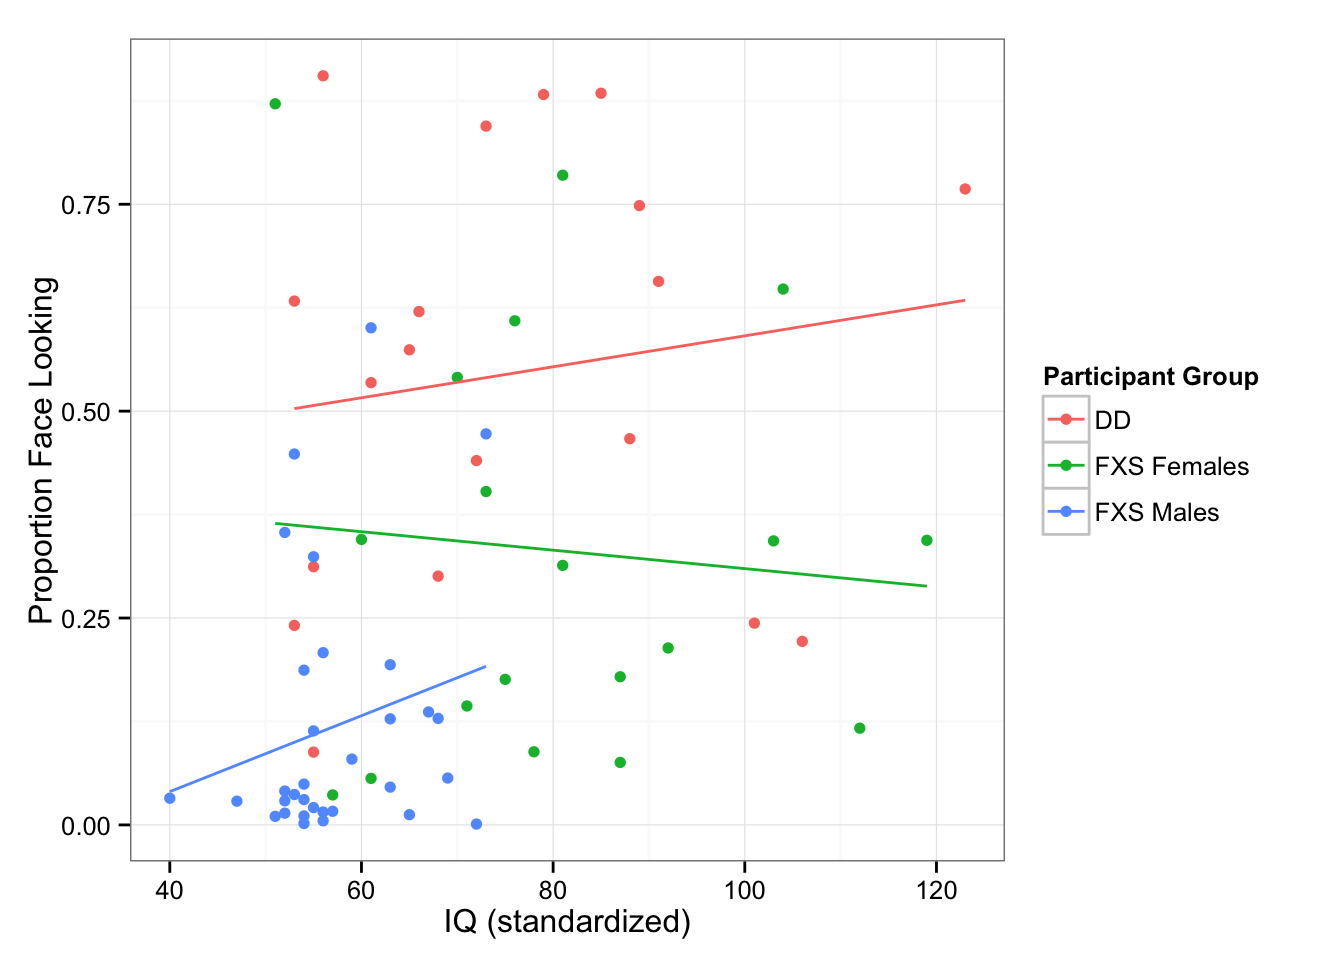 0.75
0.50
0.25
0.00
Proportion Face Looking
40 60 80 100 120
IQ (standardized)
Participant Group
DD
FXS Females
FXS Males